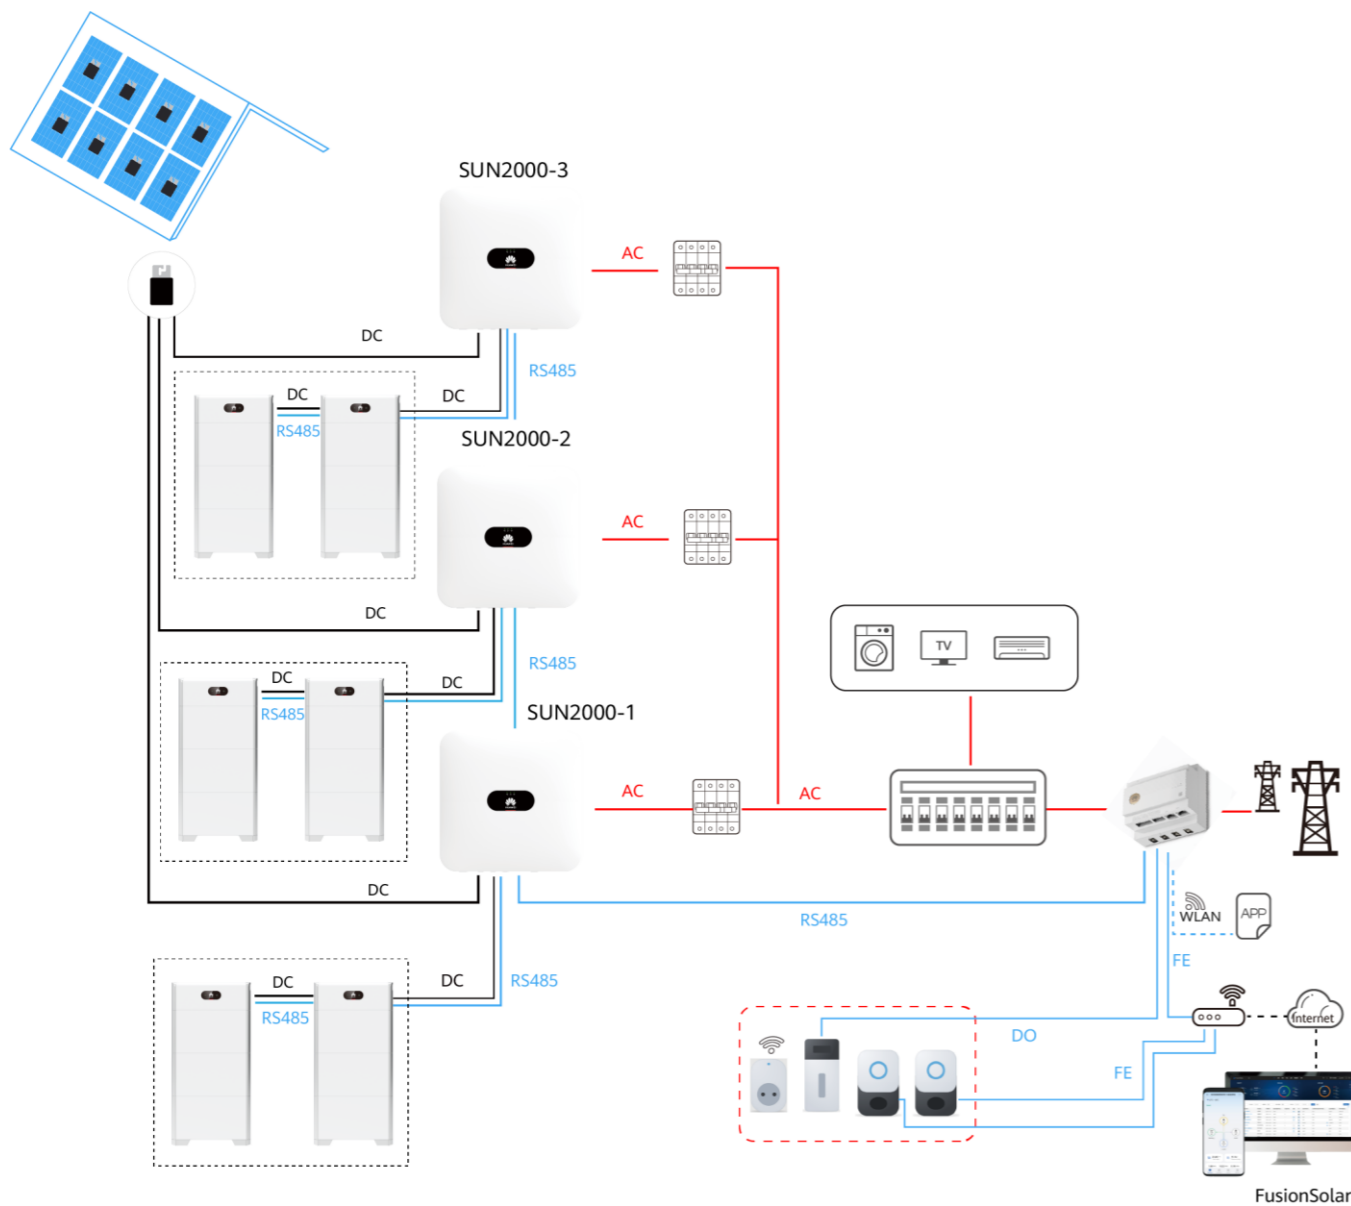 SUN2000-3
AC
DC
RS485
DC
DC
RS485
SUN2000-2
AC
DC
RS485
TV
DC
DC
RS485
SUN2000-1
AC
AC
DC
RS485
WLAN
APP
FE
DC
DC
RS485
RS485
Internet
DO
FE
FusionSolar